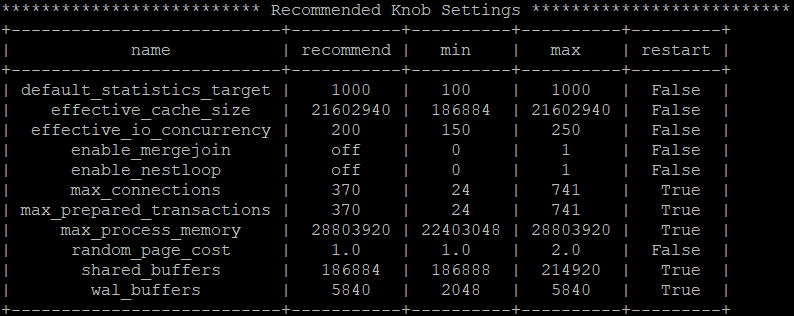 ************************** Recommended Knob Settings **************************
+---------------------------+-----------+----------+----------+---------+
|            name           | recommend |   min    |   max    | restart |
+---------------------------+-----------+----------+----------+---------+
| default_statistics_target |    1000   |   100    |   1000   |  False  |
|    effective_cache_size   |  21602940 |  186884  | 21602940 |  False  |
|  effective_io_concurrency |    200    |   150    |   250    |  False  |
|      enable_mergejoin     |    off    |    0     |    1     |  False  |
|      enable_nestloop      |    off    |    0     |    1     |  False  |
|      max_connections      |    370    |    24    |   741    |   True  |
| max_prepared_transactions |    370    |    24    |   741    |   True  |
|     max_process_memory    |  28803920 | 22403048 | 28803920 |   True  |
|      random_page_cost     |    1.0    |   1.0    |   2.0    |  False  |
|       shared_buffers      |   186884  |  186888  |  214920  |   True  |
|        wal_buffers        |    5840   |   2048   |   5840   |   True  |
+---------------------------+-----------+----------+----------+---------+